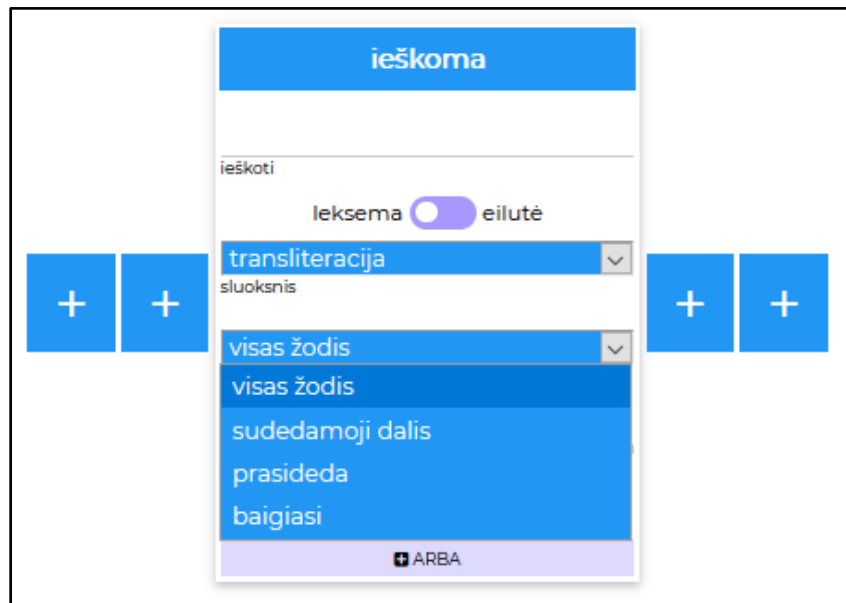 ieškoma
ieškoti
leksema eilutė
transliteracija
sluoksnis
+ + + +
visas žodis
visas žodis
sudedamoji dalis
prasideda
baigiasi
+ ARBA